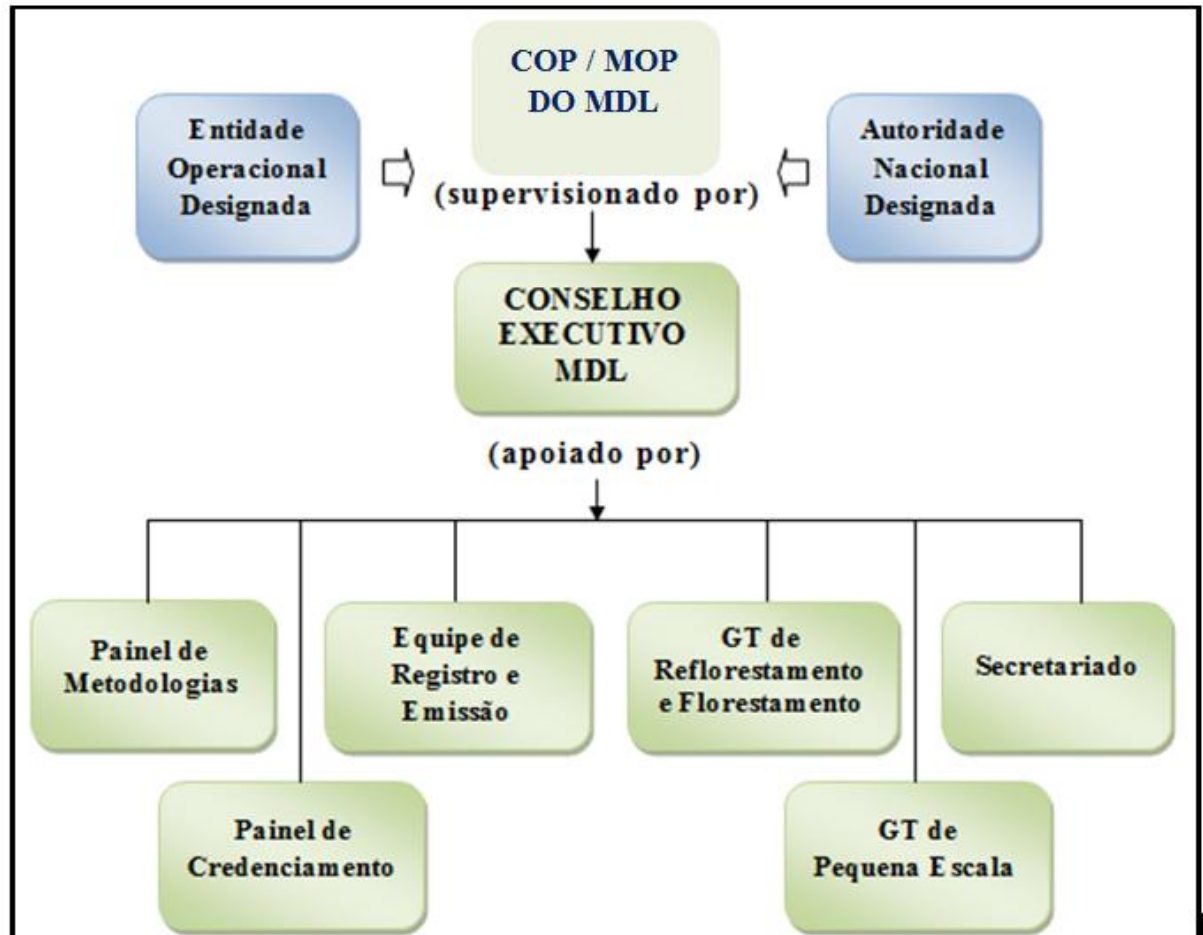 COP / MOP
DO MDL
Entidade
Operacional
Designada
Autoridade
Nacional
Designada
(supervisionado por)
CONSELHO
EXECUTIVO
MDL
(apoiado por)
Painel de
Metodologias
Equipe de
Registro e
Emissão
GT de
Reflorestamento
e Florestamento
Secretariado
Painel de
Credenciamento
GT de
Pequena Escala